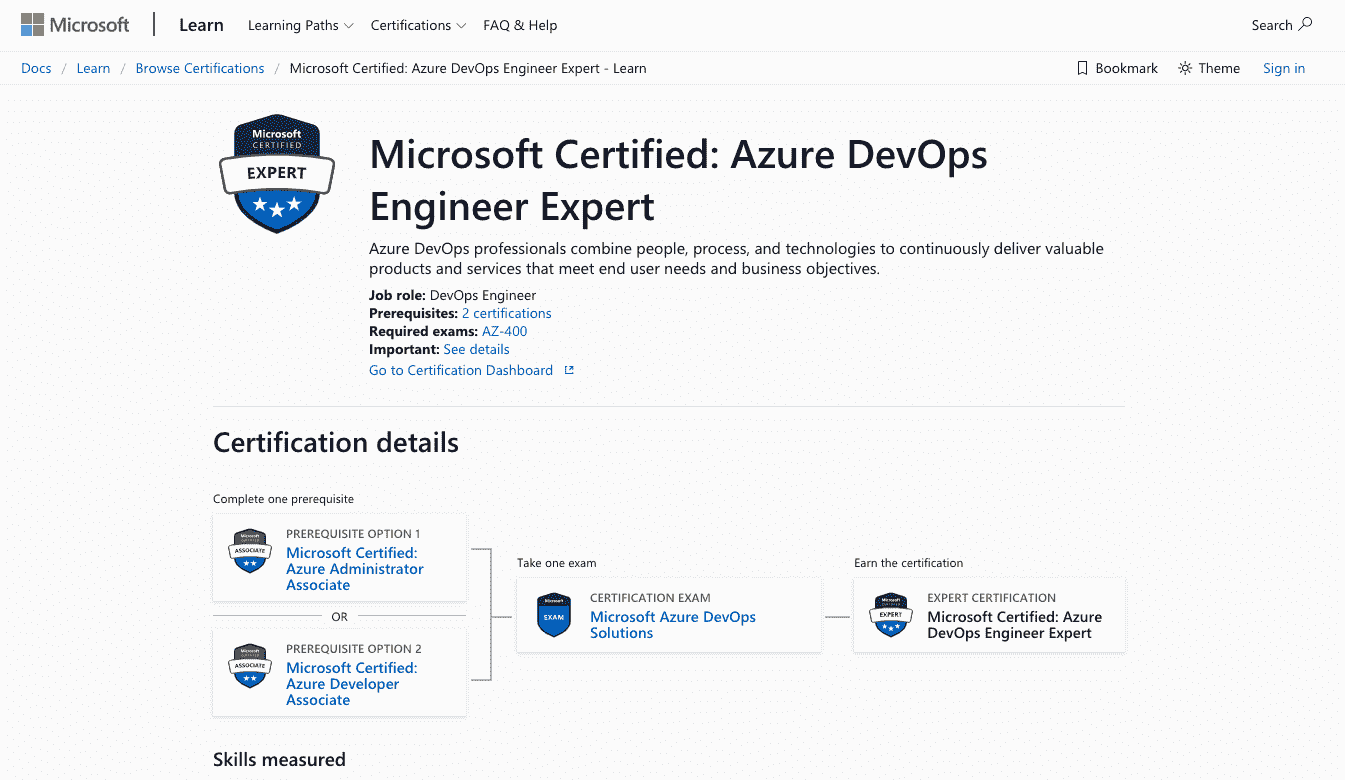 Microsoft | Learn Learning Paths Certifications FAQ & Help Search
Docs / Learn / Browse Certifications / Microsoft Certified: Azure DevOps Engineer Expert - Learn Bookmark Theme Sign in
Microsoft
CERTIFIED
EXPERT
Microsoft Certified: Azure DevOps
Engineer Expert
Azure DevOps professionals combine people, process, and technologies to continuously deliver valuable
products and services that meet end user needs and business objectives.
Job role: DevOps Engineer
Prerequisites: 2 certifications
Required exams: AZ-400
Important: See details
Go to Certification Dashboard
Certification details
Complete one prerequisite
Microsoft
CERTIFIED
ASSOCIATE
PREREQUISITE OPTION 1
Microsoft Certified:
Azure Administrator
Associate
OR
Microsoft
CERTIFIED
ASSOCIATE
PREREQUISITE OPTION 2
Microsoft Certified:
Azure Developer
Associate
Take one exam
Microsoft
EXAM
CERTIFICATION EXAM
Microsoft Azure DevOps
Solutions
Earn the certification
Microsoft
CERTIFIED
EXPERT
EXPERT CERTIFICATION
Microsoft Certified: Azure
DevOps Engineer Expert
Skills measured